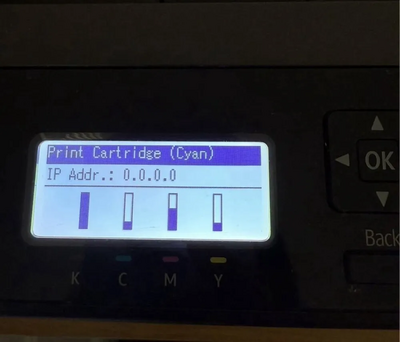 Print Cartridge (Cyan)
IP Addr.: 0.0.0.0
OK
Back
K C M Y